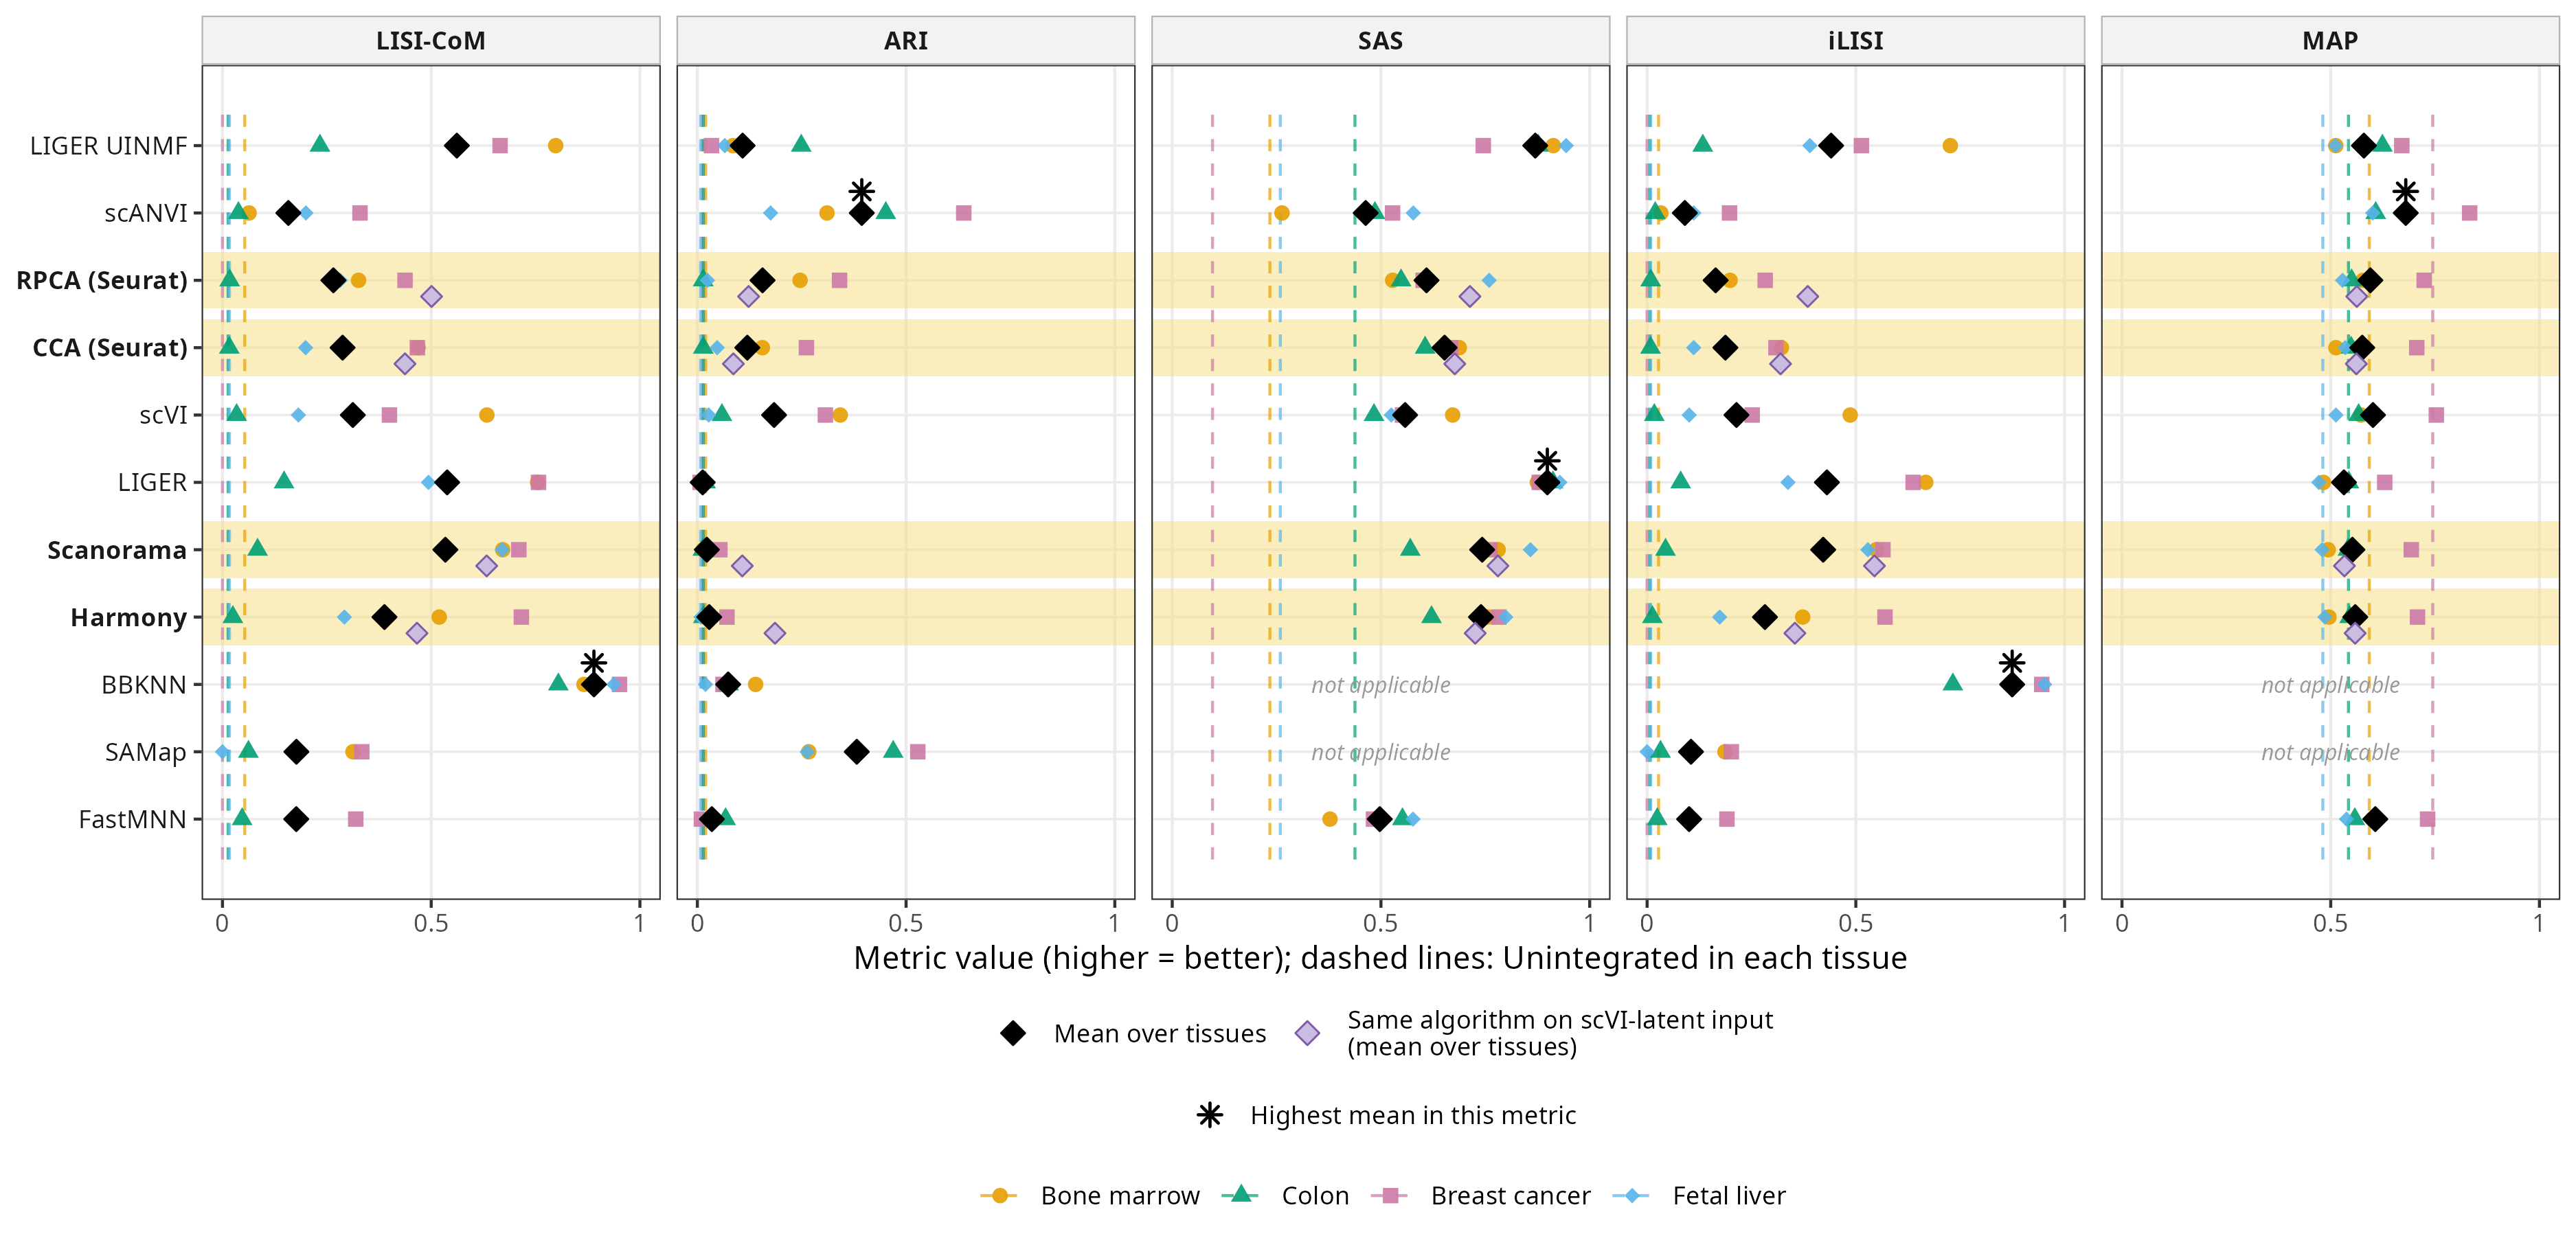 LISI-CoM
ARI
SAS
iLISI
MAP
LIGER UINMF
scANVI
RPCA (Seurat)
CCA (Seurat)
scVI
LIGER
Scanorama
Harmony
BBKNN
not applicable
not applicable
SAMap
not applicable
not applicable
FastMNN
0 0.5 1
0 0.5 1
0 0.5 1
0 0.5 1
0 0.5 1
Metric value (higher = better); dashed lines: Unintegrated in each tissue
Mean over tissues
Same algorithm on scVI-latent input
(mean over tissues)
Highest mean in this metric
Bone marrow
Colon
Breast cancer
Fetal liver